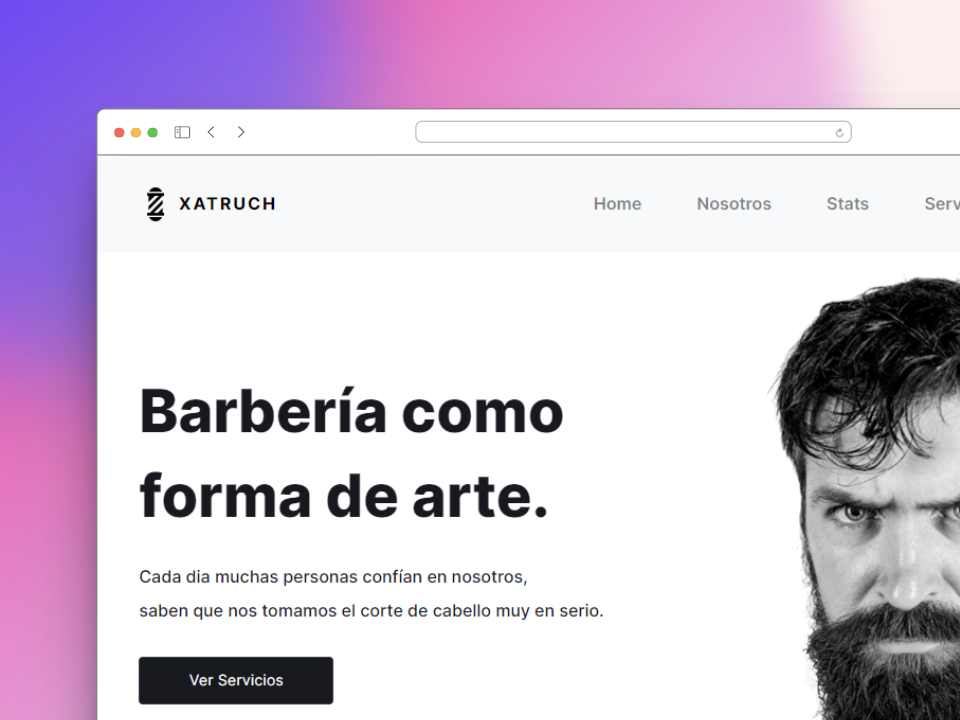 XATRUCH
Home Nosotros Stats Serv
Barbería como
forma de arte.
Cada dia muchas personas confían en nosotros,
saben que nos tomamos el corte de cabello muy en serio.
Ver Servicios